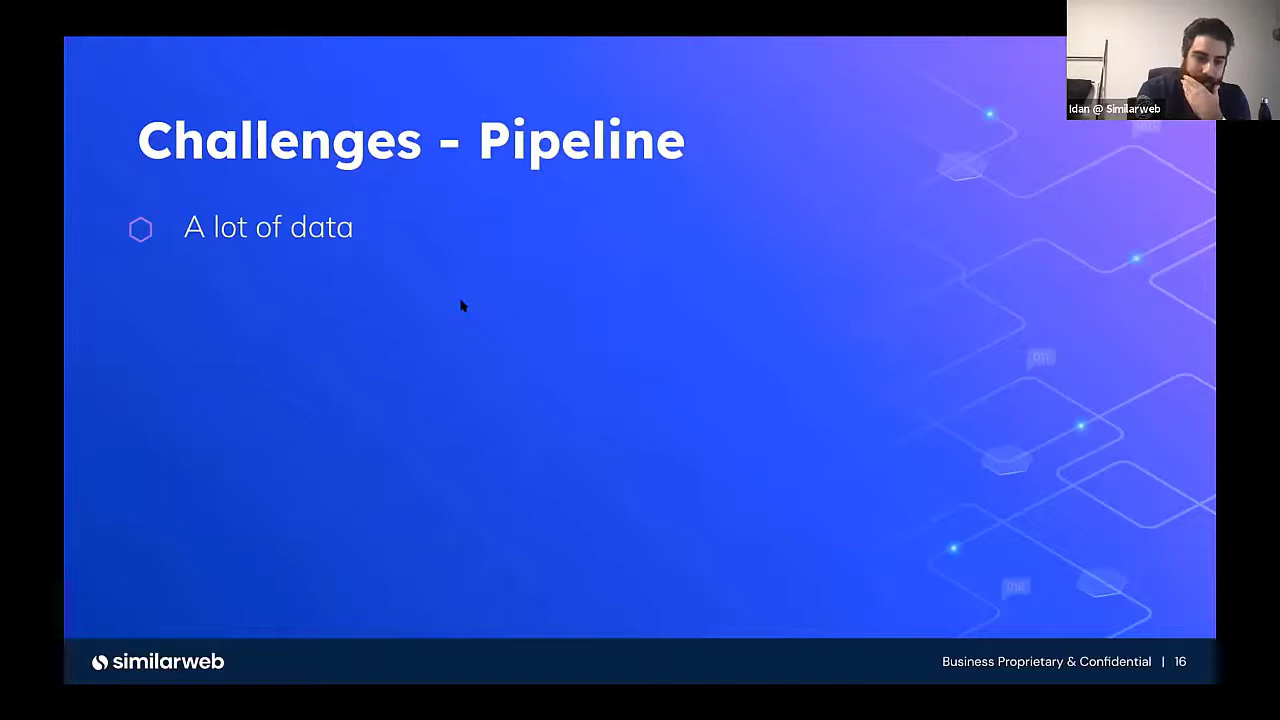 Idan @ Similarweb
Challenges - Pipeline
A lot of data
similarweb
Business Proprietary & Confidential | 16